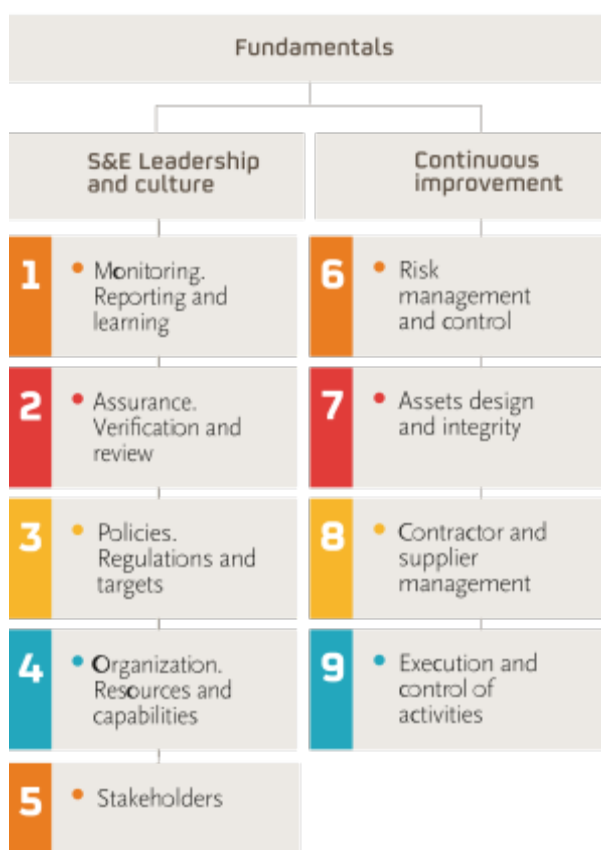 Fundamentals
S&E Leadership
and culture
1
• Monitoring.
Reporting and
learning
2
• Assurance.
Verification and
review
3
• Policies.
Regulations and
targets
4
• Organization.
Resources and
capabilities
5
• Stakeholders
Continuous
improvement
6
• Risk
management
and control
7
• Assets design
and integrity
8
• Contractor and
supplier
management
9
• Execution and
control of
activities